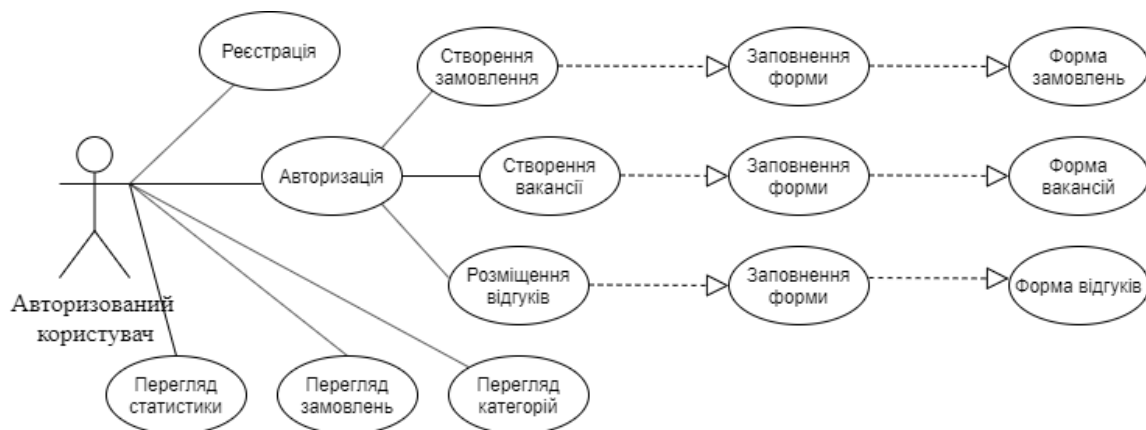 Реєстрація
Створення
замовлення
Заповнення
форми
Форма
замовлень
Авторизація
Створення
вакансії
Заповнення
форми
Форма
вакансій
Розміщення
відгуків
Заповнення
форми
Форма відгуків
Авторизований
користувач
Перегляд
статистики
Перегляд
замовлень
Перегляд
категорій